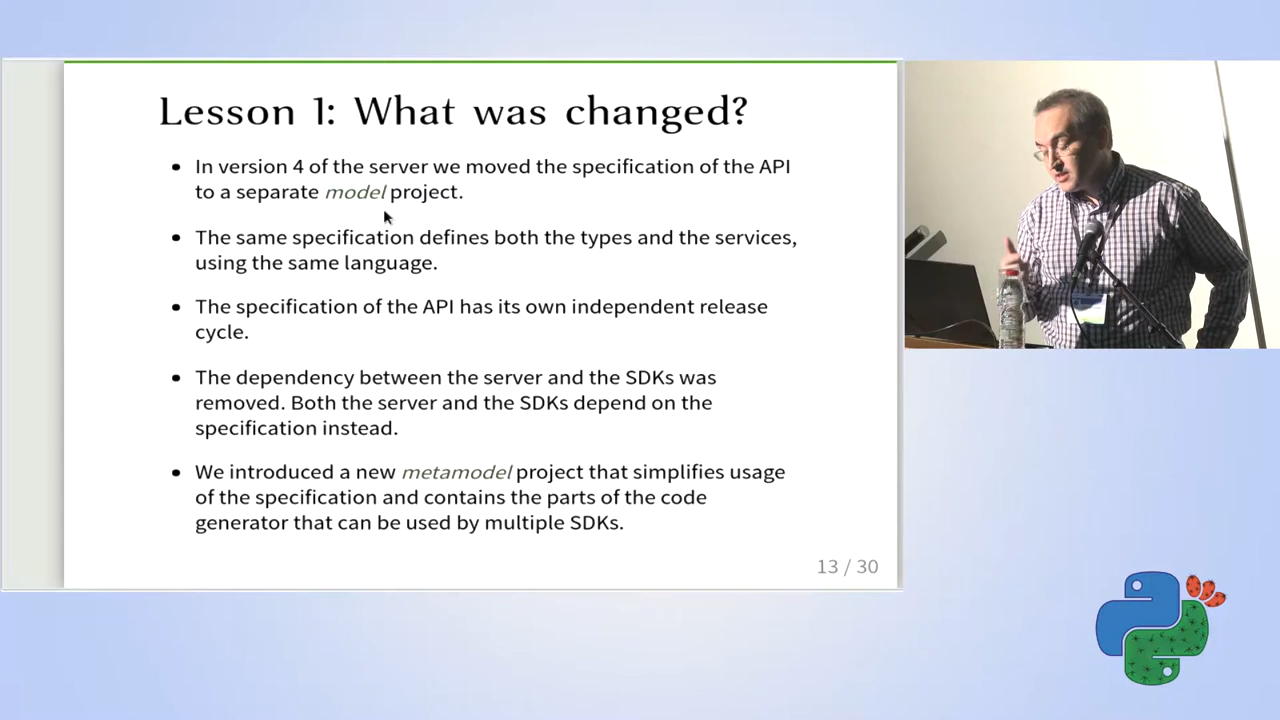 Lesson 1: What was changed?
• In version 4 of the server we moved the specification of the API
to a separate model project.
• The same specification defines both the types and the services,
using the same language.
• The specification of the API has its own independent release
cycle.
• The dependency between the server and the SDKs was
removed. Both the server and the SDKs depend on the
specification instead.
• We introduced a new metamodel project that simplifies usage
of the specification and contains the parts of the code
generator that can be used by multiple SDKs.
13 / 30